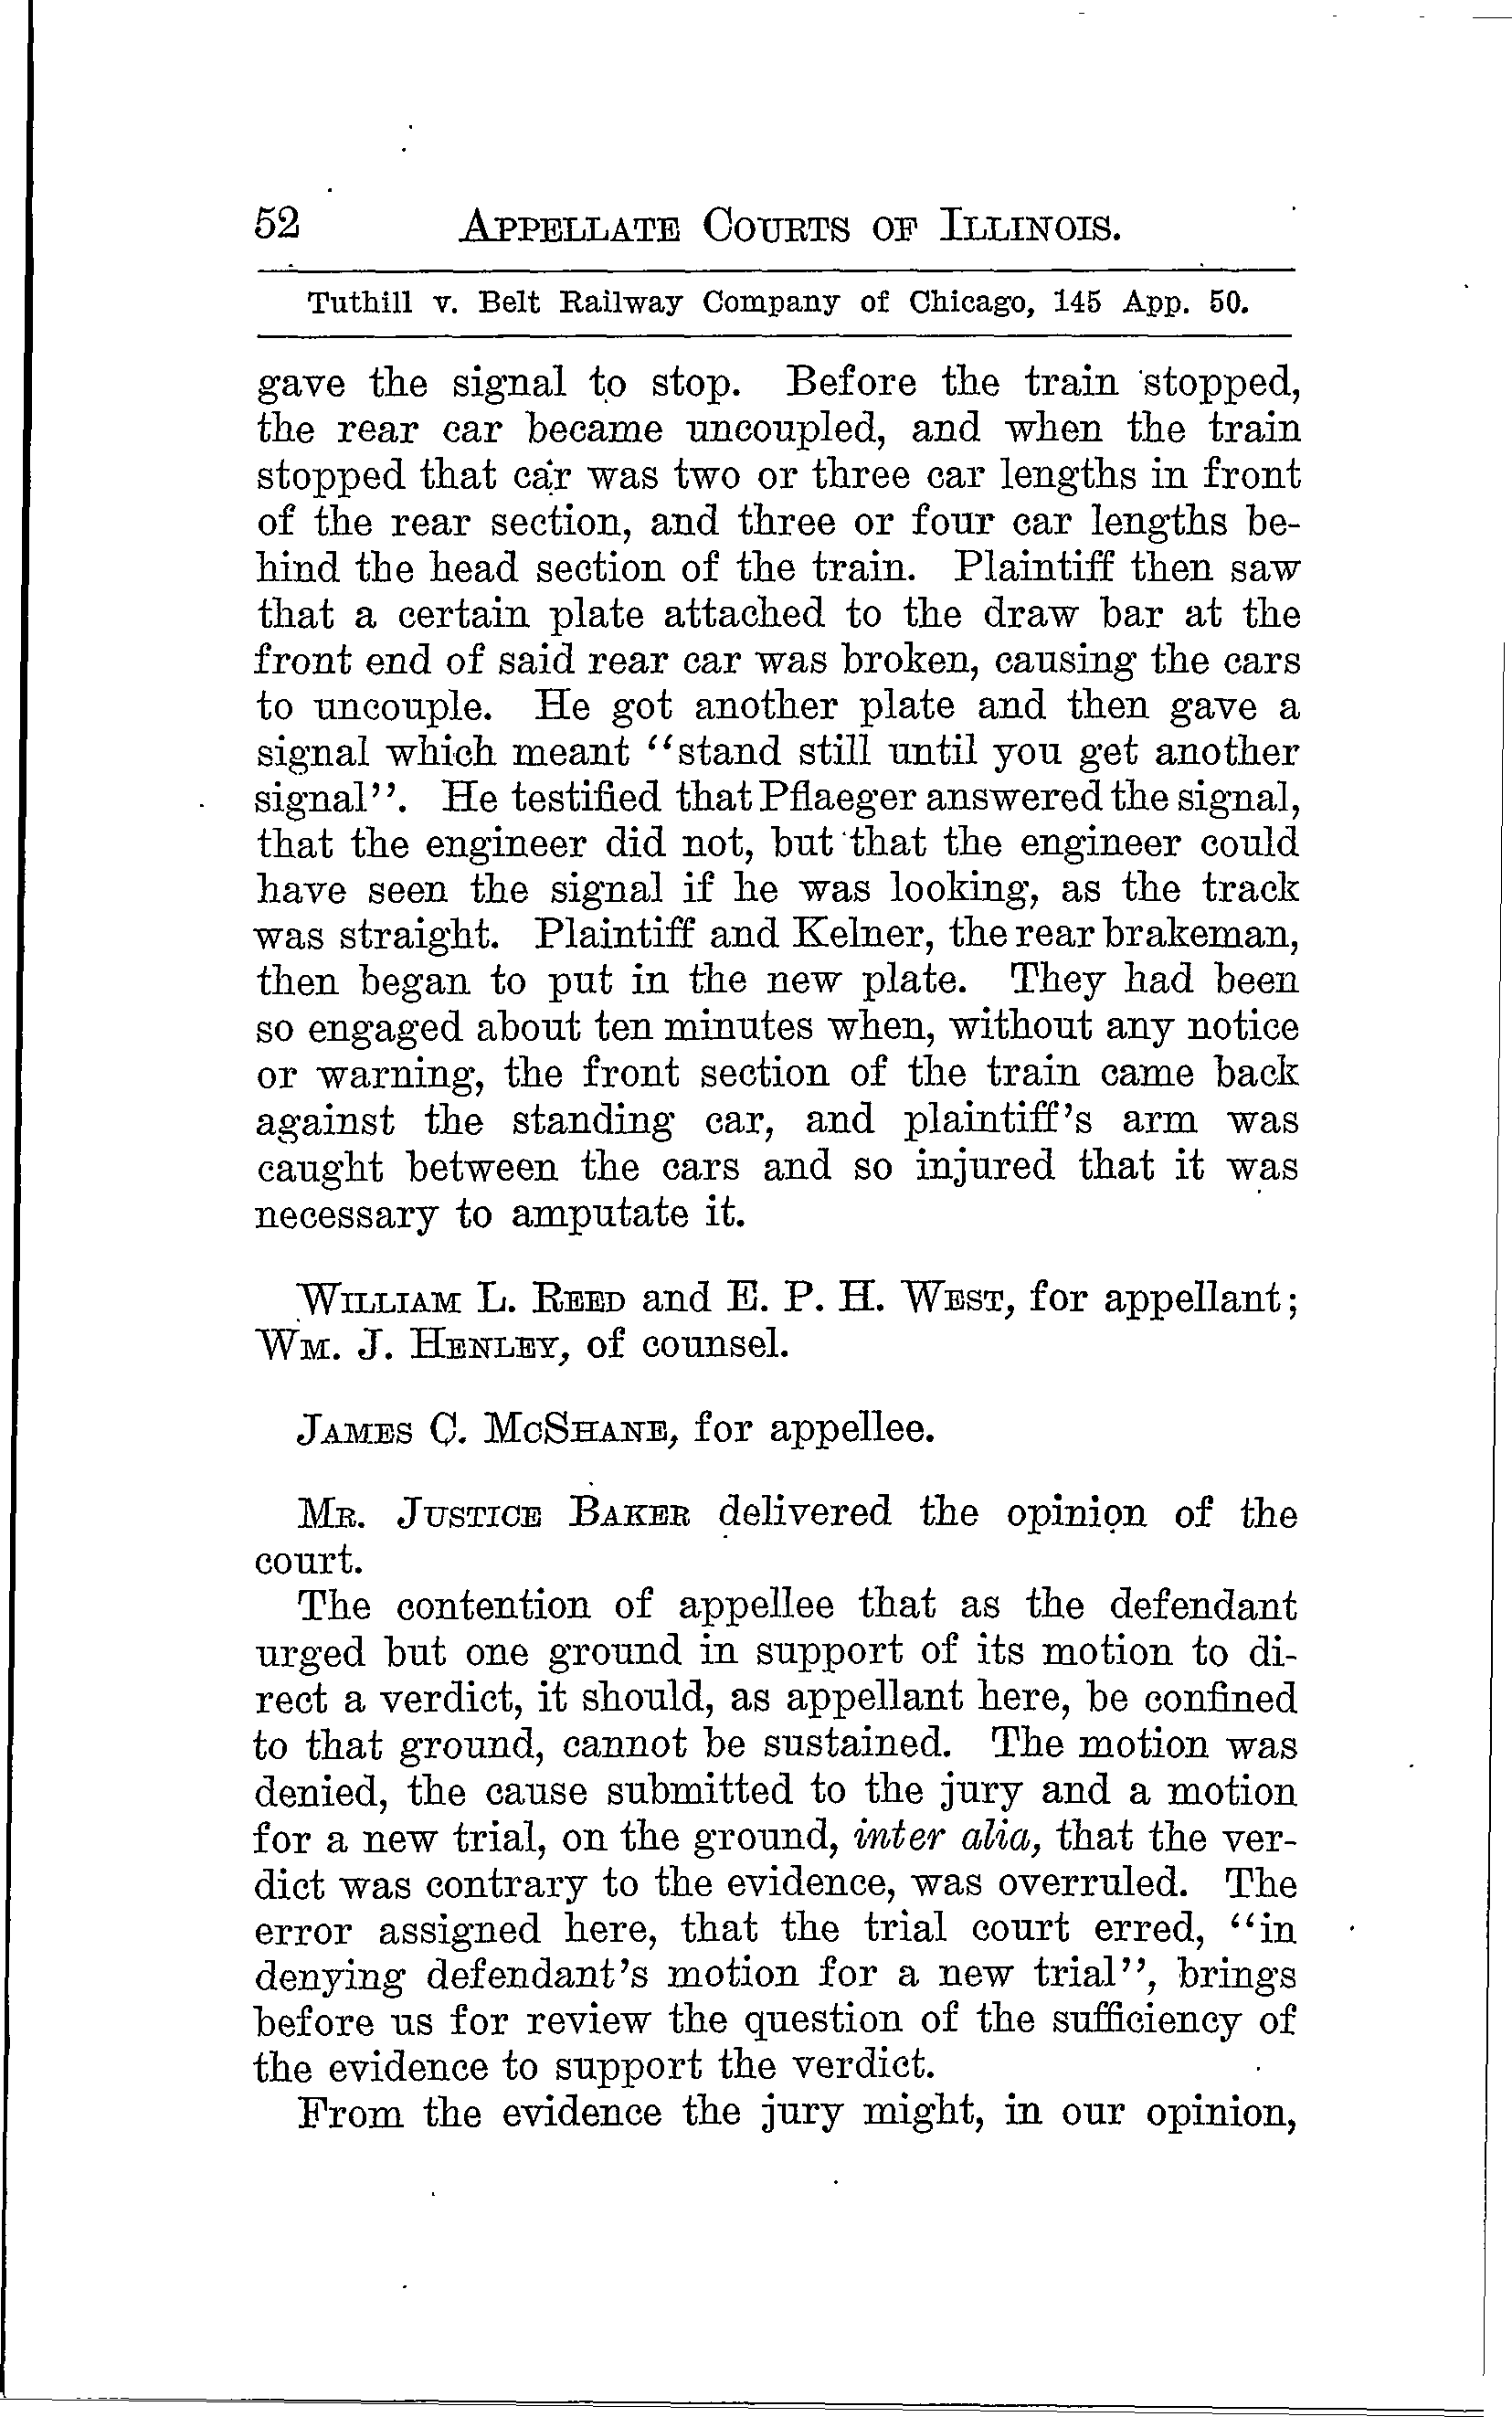 52 APPELLATE COURTS OF ILLINOIS.
Tuthill v. Belt Railway Company of Chicago, 145 App. 50.
gave the signal to stop. Before the train stopped,
the rear car became uncoupled, and when the train
stopped that car was two or three car lengths in front
of the rear section, and three or four car lengths be-
hind the head section of the train. Plaintiff then saw
that a certain plate attached to the draw bar at the
front end of said rear car was broken, causing the cars
to uncouple. He got another plate and then gave a
signal which meant "stand still until you get another
signal". He testified that Pflaeger answered the signal,
that the engineer did not, but that the engineer could
have seen the signal if he was looking, as the track
was straight. Plaintiff and Kelner, the rear brakeman,
then began to put in the new plate. They had been
so engaged about ten minutes when, without any notice
or warning, the front section of the train came back
against the standing car, and plaintiff's arm was
caught between the cars and so injured that it was
necessary to amputate it.
WILLIAM L. REED and E. P. H. WEST, for appellant;
WM. J. HENLEY, of counsel.
JAMES C. MCSHANE, for appellee.
MR. JUSTICE BAKER delivered the opinion of the
court.
The contention of appellee that as the defendant
urged but one ground in support of its motion to di-
rect a verdict, it should, as appellant here, be confined
to that ground, cannot be sustained. The motion was
denied, the cause submitted to the jury and a motion
for a new trial, on the ground, inter alia, that the ver-
dict was contrary to the evidence, was overruled. The
error assigned here, that the trial court erred, "in
denying defendant's motion for a new trial", brings
before us for review the question of the sufficiency of
the evidence to support the verdict.
From the evidence the jury might, in our opinion,